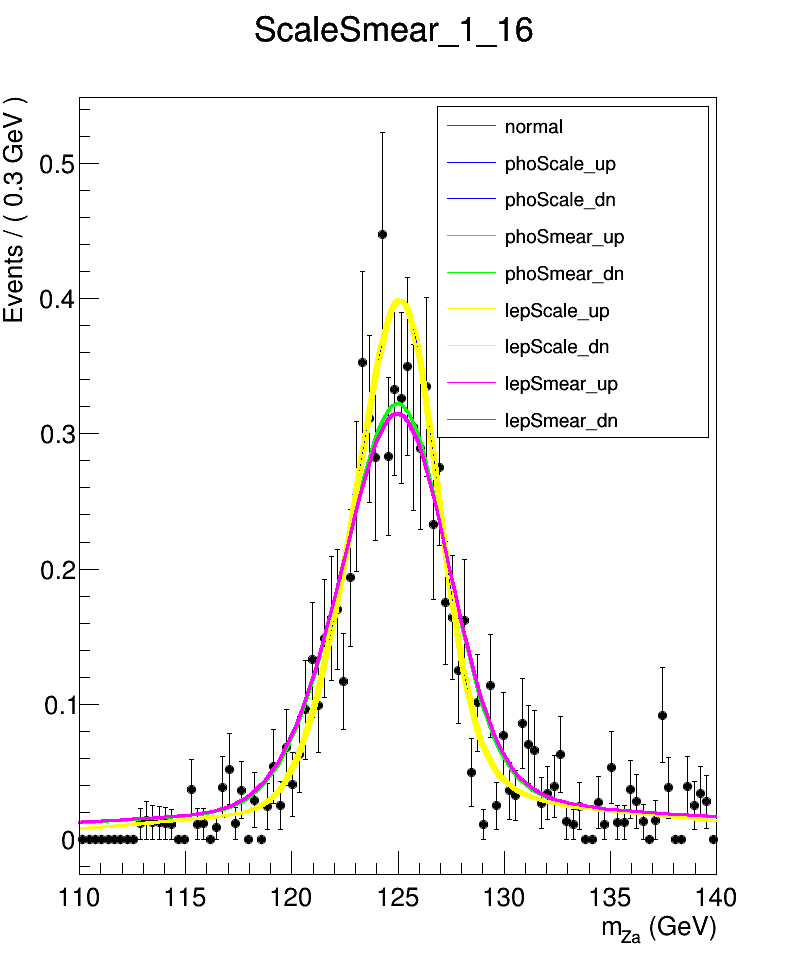 ScaleSmear_1_16
Events / ( 0.3 GeV )
normal
phoScale_up
phoScale_dn
phoSmear_up
phoSmear_dn
lepScale_up
lepScale_dn
lepSmear_up
lepSmear_dn
0.5
0.4
0.3
0.2
0.1
0
110 115 120 125 130 135 140
m_Za (GeV)